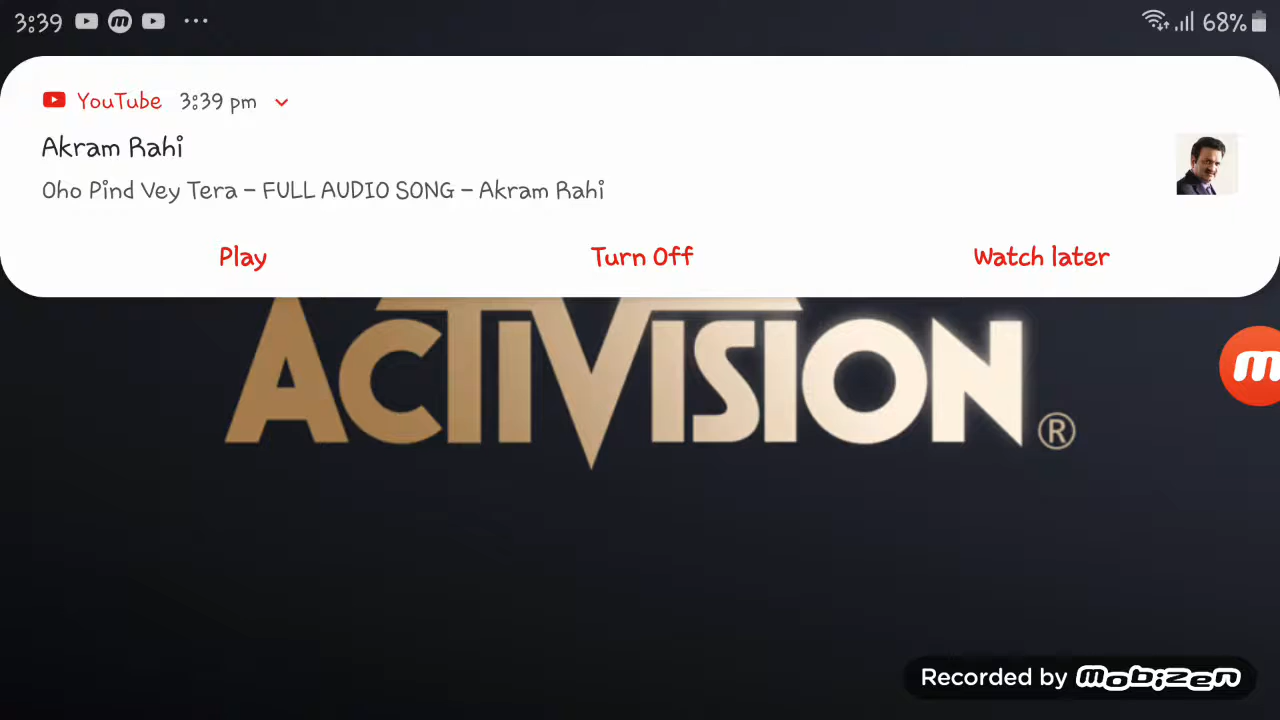 3:39 68%
YouTube 3:39 pm
Akram Rahi
Oho Pind Vey Tera – FULL AUDIO SONG – Akram Rahi
Play Turn Off Watch later
ACTIVISION®
m
Recorded by mobizen